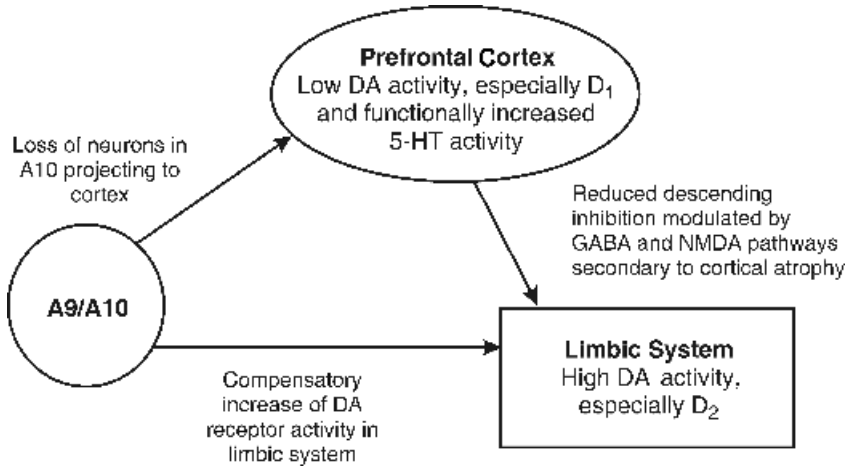 Prefrontal Cortex
Low DA activity, especially D₁
and functionally increased
5-HT activity
Loss of neurons in
A10 projecting to
cortex
Reduced descending
inhibition modulated by
GABA and NMDA pathways
secondary to cortical atrophy
A9/A10
Limbic System
High DA activity,
especially D₂
Compensatory
increase of DA
receptor activity in
limbic system